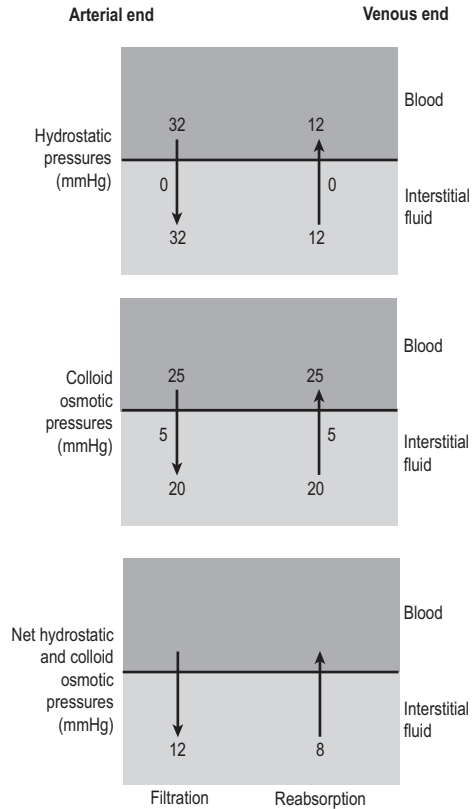 Arterial end
Venous end
Hydrostatic
pressures
(mmHg)
32
12
Blood
0
0
Interstitial
fluid
32
12
Colloid
osmotic
pressures
(mmHg)
25
25
Blood
5
5
Interstitial
fluid
20
20
Net hydrostatic
and colloid
osmotic
pressures
(mmHg)
Blood
Interstitial
fluid
12
8
Filtration
Reabsorption